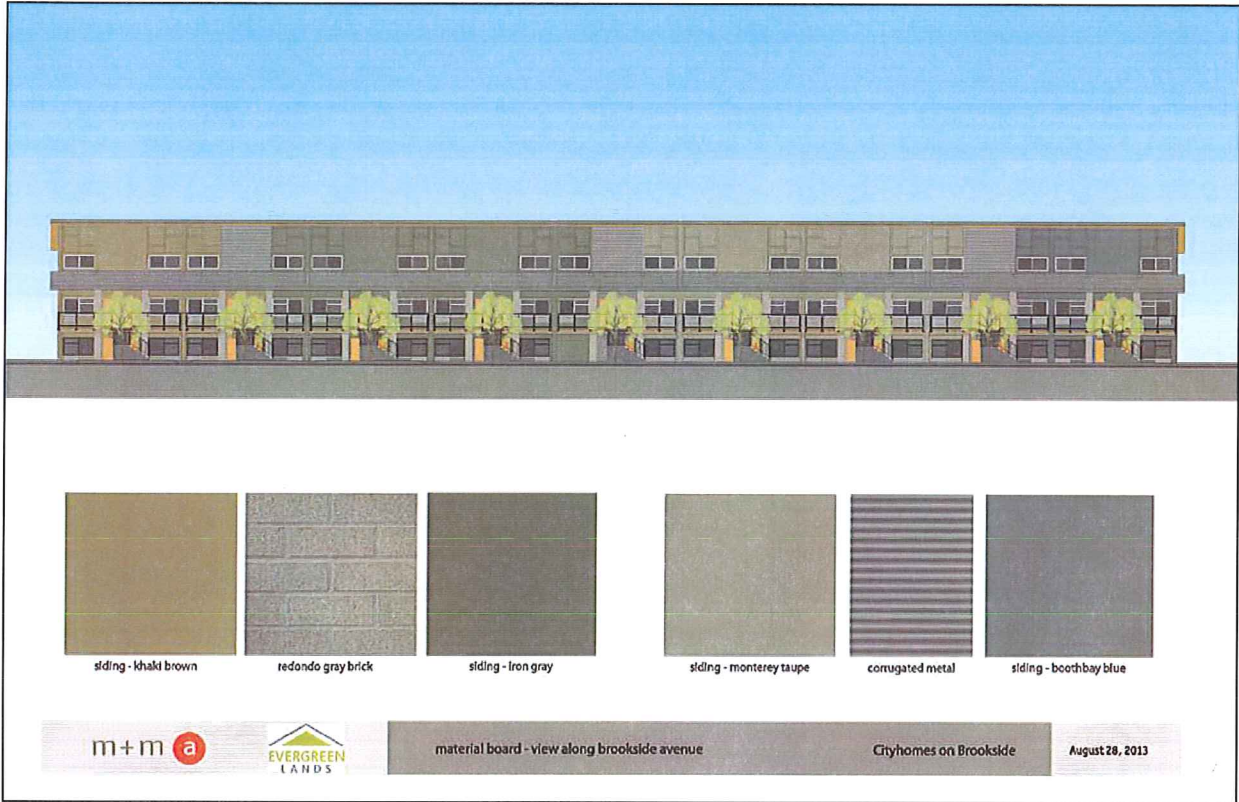 siding - khaki brown
redondo gray brick
siding - iron gray
siding - monterey taupe
corrugated metal
siding - boothbay blue
m+m a
EVERGREEN
LANDS
material board - view along brookside avenue
Cityhomes on Brookside
August 28, 2013